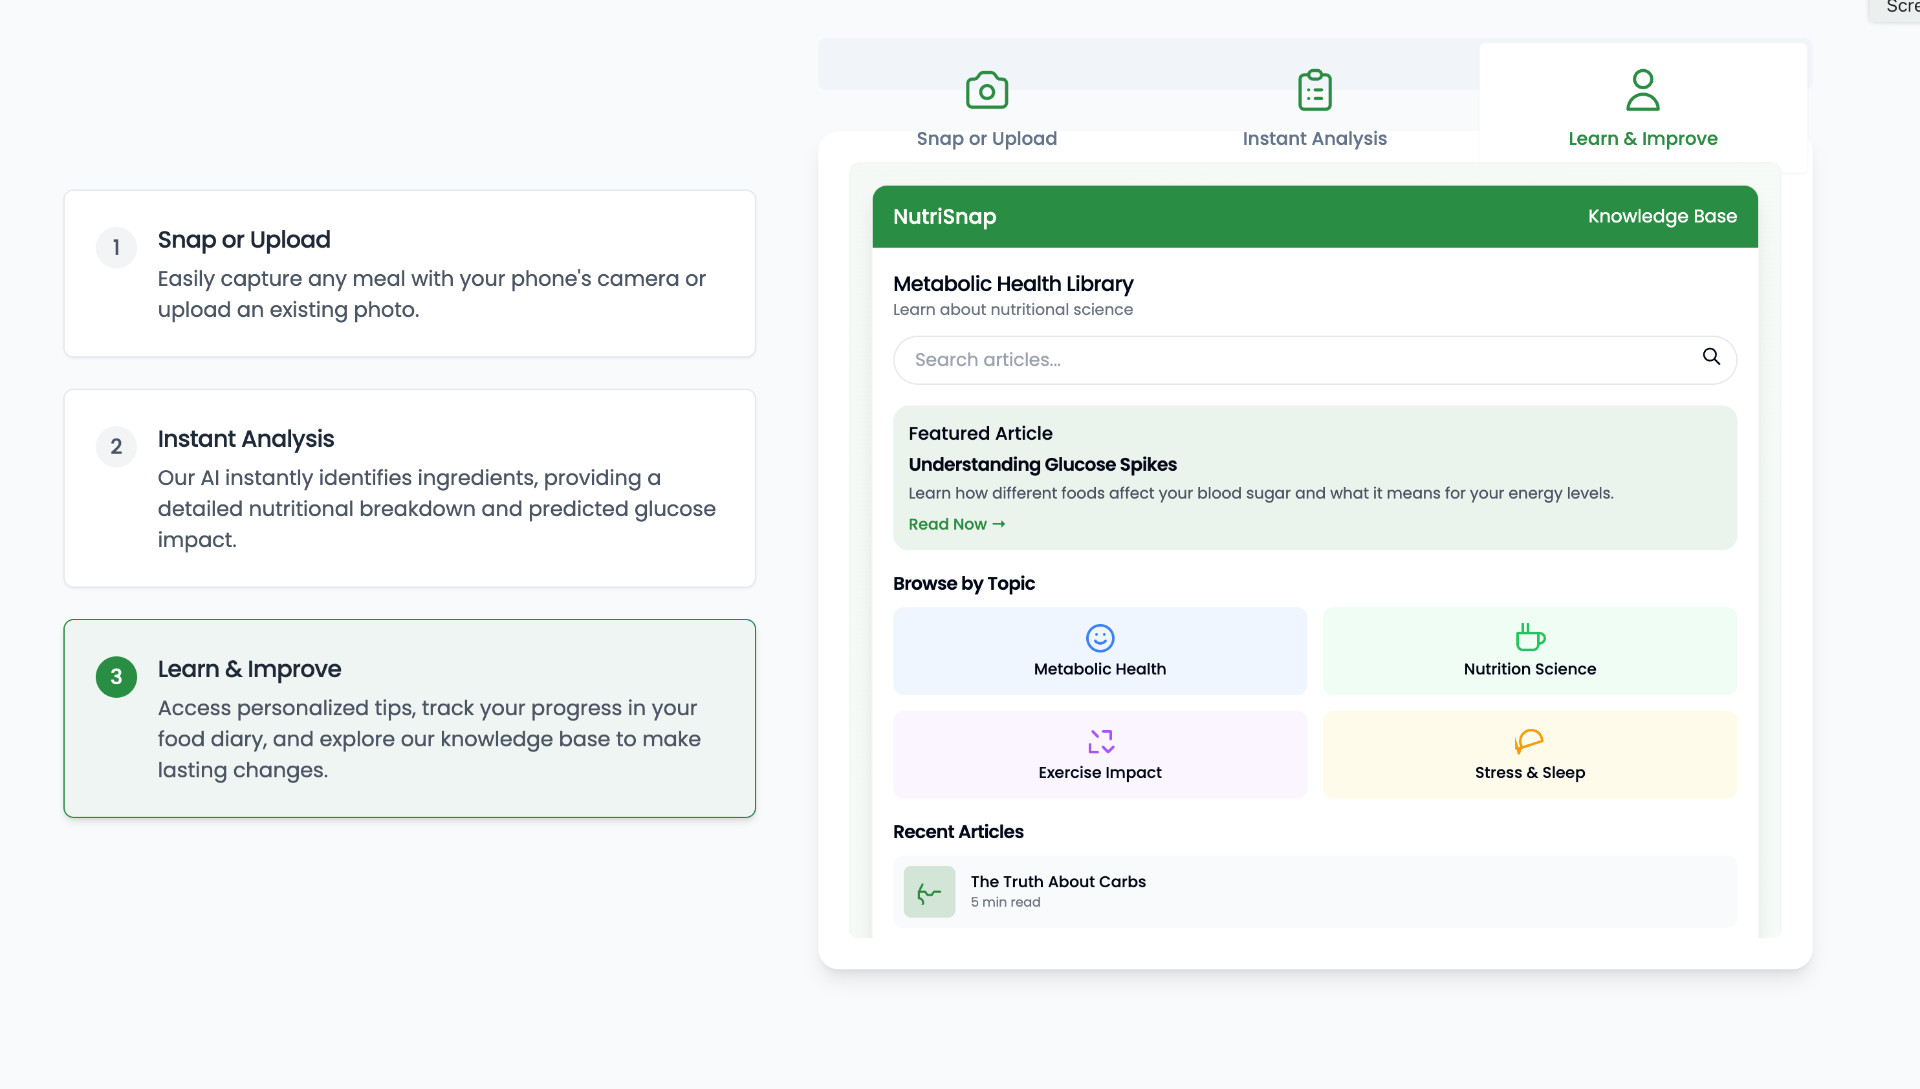 Snap or Upload
Instant Analysis
Learn & Improve
1
Snap or Upload
Easily capture any meal with your phone's camera or
upload an existing photo.
2
Instant Analysis
Our AI instantly identifies ingredients, providing a
detailed nutritional breakdown and predicted glucose
impact.
3
Learn & Improve
Access personalized tips, track your progress in your
food diary, and explore our knowledge base to make
lasting changes.
NutriSnap
Knowledge Base
Metabolic Health Library
Learn about nutritional science
Search articles...
Featured Article
Understanding Glucose Spikes
Learn how different foods affect your blood sugar and what it means for your energy levels.
Read Now →
Browse by Topic
Metabolic Health
Nutrition Science
Exercise Impact
Stress & Sleep
Recent Articles
The Truth About Carbs
5 min read